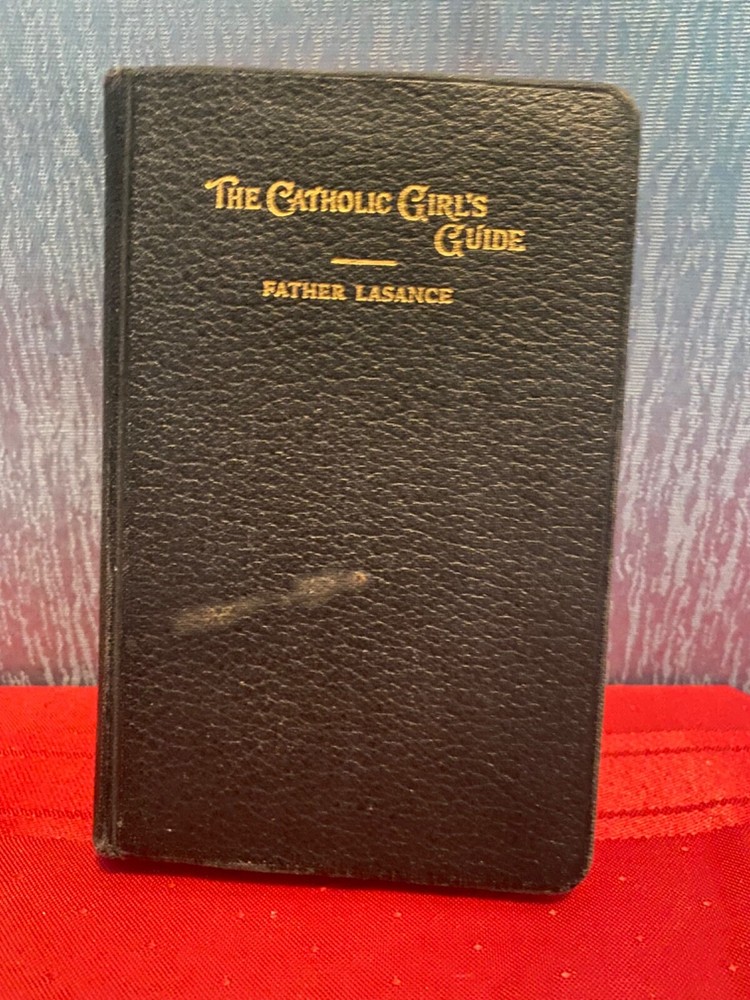 The Catholic Girl's
Guide
FATHER LASANCE